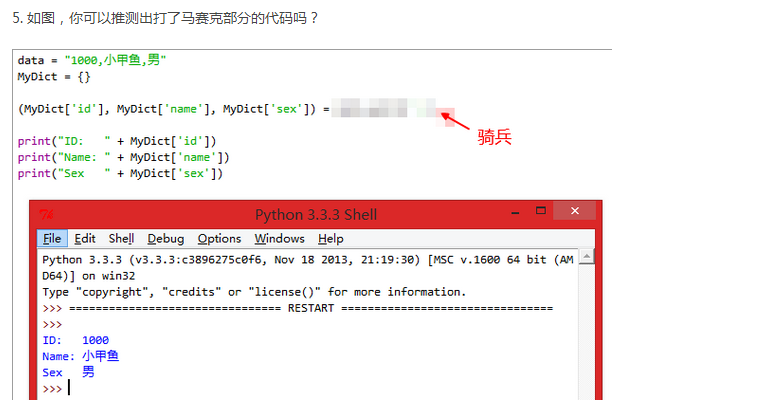 5. 如图，你可以推测出打了马赛克部分的代码吗？
data = "1000,小甲鱼,男"
MyDict = {}
(MyDict['id'], MyDict['name'], MyDict['sex']) =
骑兵
print("ID:   " + MyDict['id'])
print("Name: " + MyDict['name'])
print("Sex   " + MyDict['sex'])
Python 3.3.3 Shell
File Edit Shell Debug Options Windows Help
Python 3.3.3 (v3.3.3:c3896275c0f6, Nov 18 2013, 21:19:30) [MSC v.1600 64 bit (AM
D64)] on win32
Type "copyright", "credits" or "license()" for more information.
>>> ================================ RESTART ================================
>>>
ID:   1000
Name: 小甲鱼
Sex   男
>>>